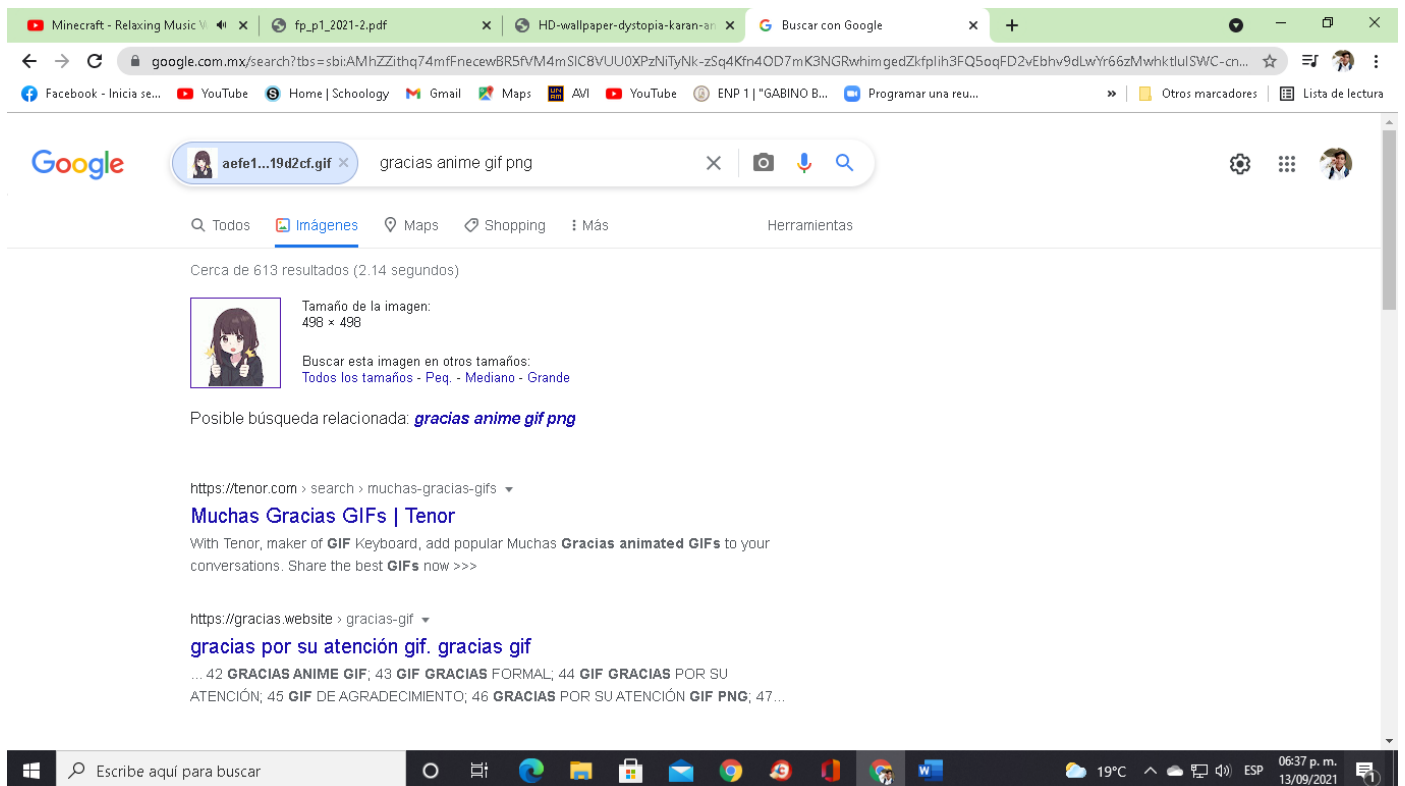 Minecraft - Relaxing Music
fp_p1_2021-2.pdf
HD-wallpaper-dystopia-karan-an
Buscar con Google
google.com.mx/search?tbs=sbi:AMhZZithq74mfFnecewBR5fVM4mSIC8VUU0XPzNiTyNk-zSq4Kfn4OD7mK3NGRwhimgedZkfpIih3FQ5oqFD2vEbhv9dLwYr66zMwhktluISWC-cn...
Facebook - Inicia se...
YouTube
Home | Schoology
Gmail
Maps
AVI
YouTube
ENP 1 | "GABINO B...
Programar una reu...
»
Otros marcadores
Lista de lectura
Google
aefe1...19d2cf.gif
gracias anime gif png
Todos
Imágenes
Maps
Shopping
Más
Herramientas
Cerca de 613 resultados (2.14 segundos)
Tamaño de la imagen:
498 × 498
Buscar esta imagen en otros tamaños:
Todos los tamaños - Peq. - Mediano - Grande
Posible búsqueda relacionada: gracias anime gif png
https://tenor.com › search › muchas-gracias-gifs
Muchas Gracias GIFs | Tenor
With Tenor, maker of GIF Keyboard, add popular Muchas Gracias animated GIFs to your
conversations. Share the best GIFs now >>>
https://gracias.website › gracias-gif
gracias por su atención gif. gracias gif
... 42 GRACIAS ANIME GIF; 43 GIF GRACIAS FORMAL; 44 GIF GRACIAS POR SU
ATENCIÓN; 45 GIF DE AGRADECIMIENTO; 46 GRACIAS POR SU ATENCIÓN GIF PNG; 47...
Escribe aquí para buscar
19°C
ESP
06:37 p. m.
13/09/2021
1